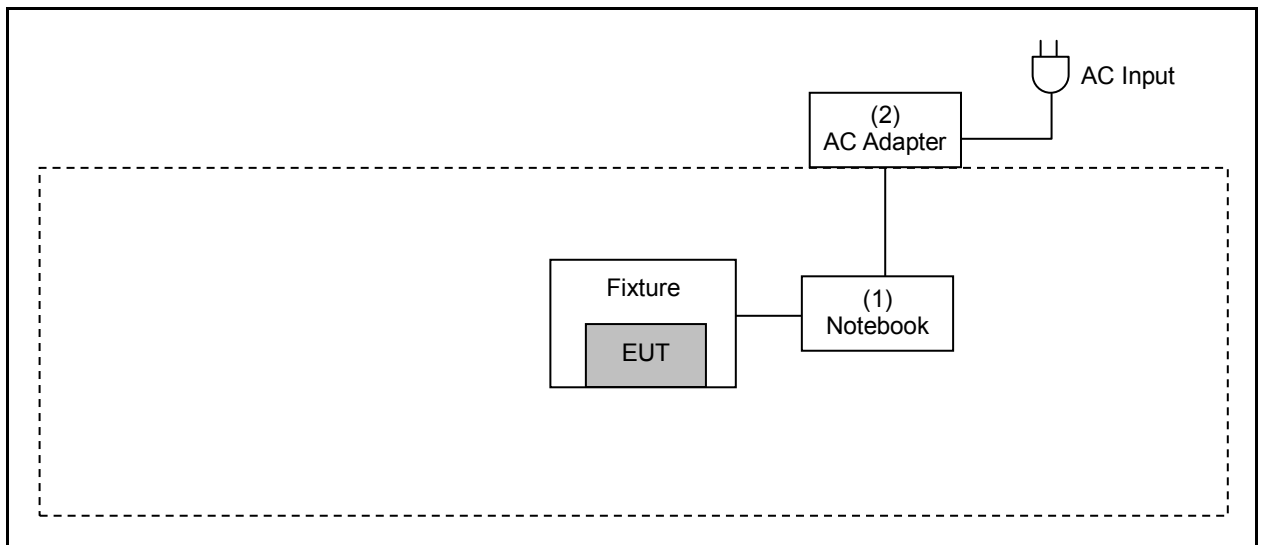 AC Input
(2)
AC Adapter
Fixture
EUT
(1)
Notebook